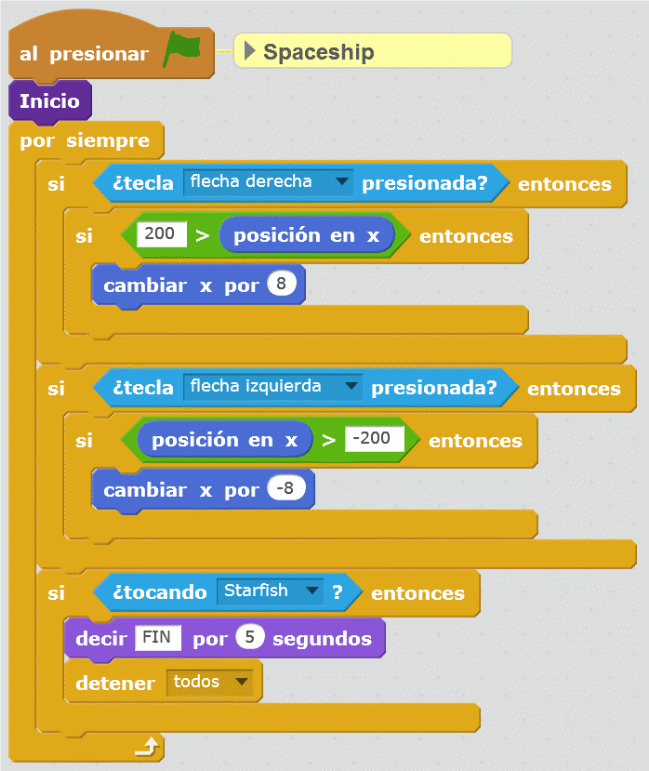 al presionar Spaceship
Inicio
por siempre
si ¿tecla flecha derecha presionada? entonces
si 200 > posición en x entonces
cambiar x por 8
si ¿tecla flecha izquierda presionada? entonces
si posición en x > -200 entonces
cambiar x por -8
si ¿tocando Starfish ? entonces
decir FIN por 5 segundos
detener todos